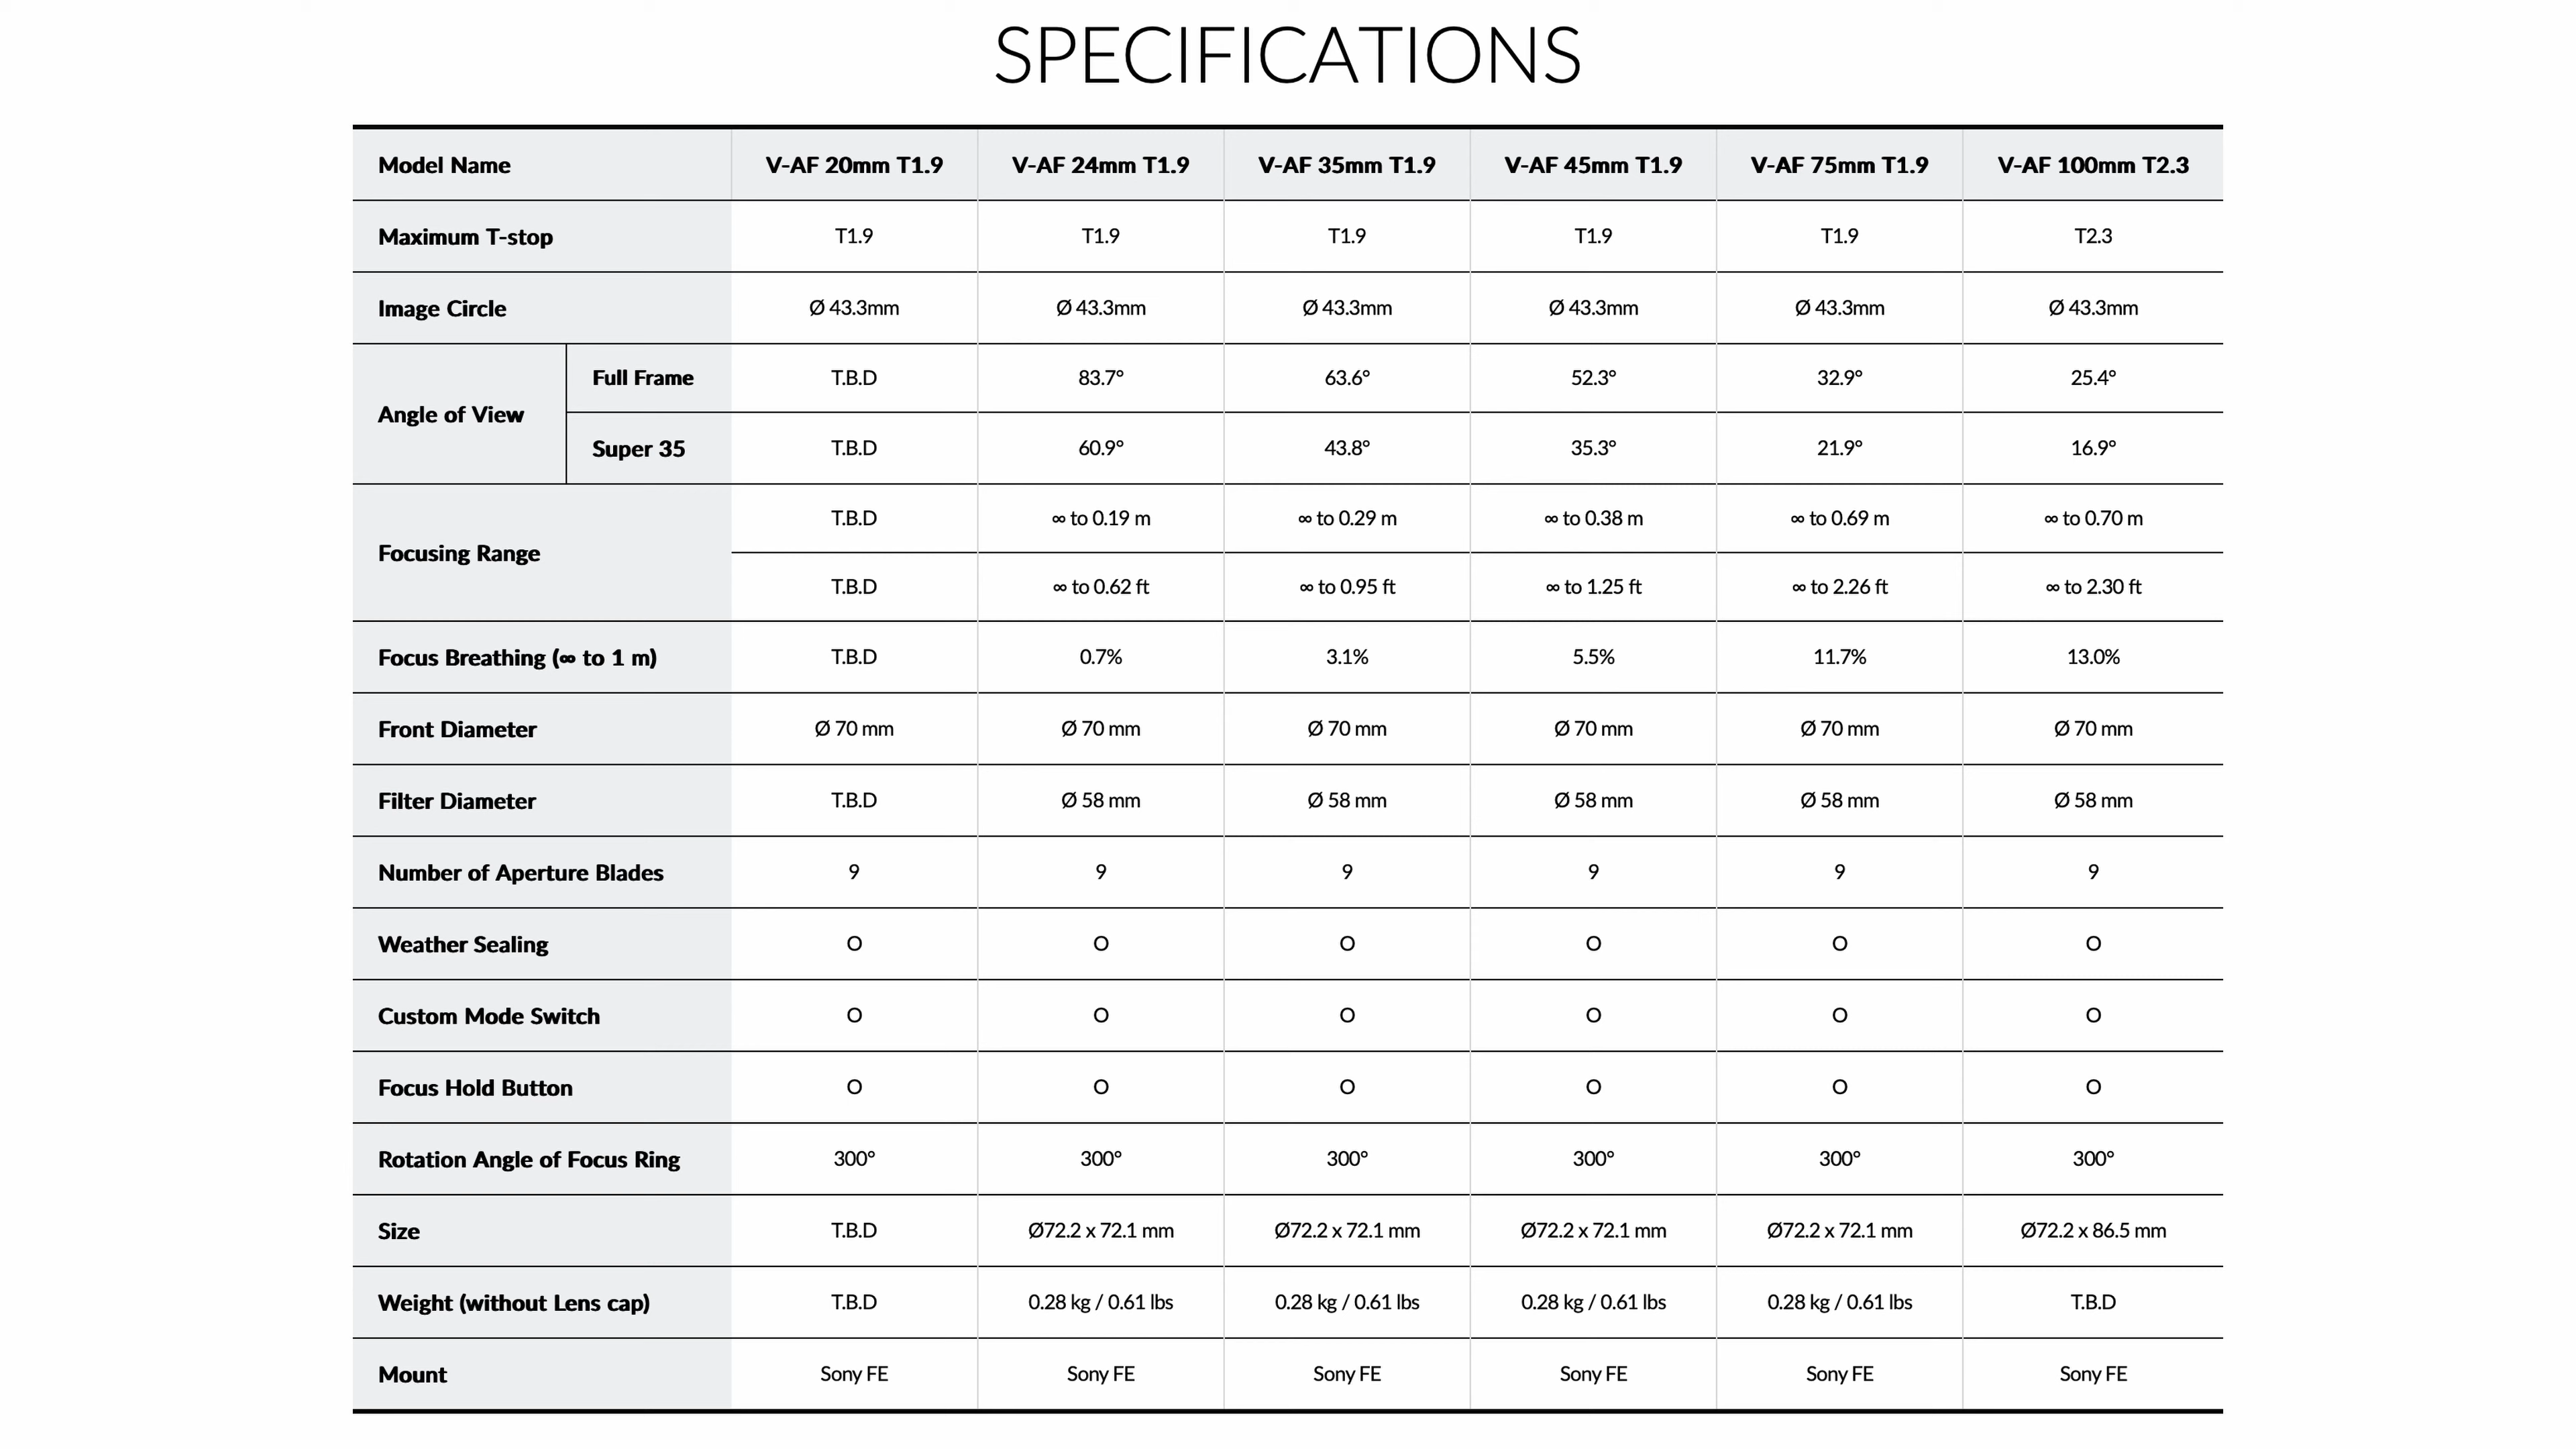 SPECIFICATIONS
Model Name V-AF 20mm T1.9 V-AF 24mm T1.9 V-AF 35mm T1.9 V-AF 45mm T1.9 V-AF 75mm T1.9 V-AF 100mm T2.3
Maximum T-stop T1.9 T1.9 T1.9 T1.9 T1.9 T2.3
Image Circle Ø 43.3mm Ø 43.3mm Ø 43.3mm Ø 43.3mm Ø 43.3mm Ø 43.3mm
Angle of View
Full Frame T.B.D 83.7° 63.6° 52.3° 32.9° 25.4°
Super 35 T.B.D 60.9° 43.8° 35.3° 21.9° 16.9°
Focusing Range
T.B.D ∞ to 0.19 m ∞ to 0.29 m ∞ to 0.38 m ∞ to 0.69 m ∞ to 0.70 m
T.B.D ∞ to 0.62 ft ∞ to 0.95 ft ∞ to 1.25 ft ∞ to 2.26 ft ∞ to 2.30 ft
Focus Breathing (∞ to 1 m) T.B.D 0.7% 3.1% 5.5% 11.7% 13.0%
Front Diameter Ø 70 mm Ø 70 mm Ø 70 mm Ø 70 mm Ø 70 mm Ø 70 mm
Filter Diameter T.B.D Ø 58 mm Ø 58 mm Ø 58 mm Ø 58 mm Ø 58 mm
Number of Aperture Blades 9 9 9 9 9 9
Weather Sealing O O O O O O
Custom Mode Switch O O O O O O
Focus Hold Button O O O O O O
Rotation Angle of Focus Ring 300° 300° 300° 300° 300° 300°
Size T.B.D Ø72.2 x 72.1 mm Ø72.2 x 72.1 mm Ø72.2 x 72.1 mm Ø72.2 x 72.1 mm Ø72.2 x 86.5 mm
Weight (without Lens cap) T.B.D 0.28 kg / 0.61 lbs 0.28 kg / 0.61 lbs 0.28 kg / 0.61 lbs 0.28 kg / 0.61 lbs T.B.D
Mount Sony FE Sony FE Sony FE Sony FE Sony FE Sony FE